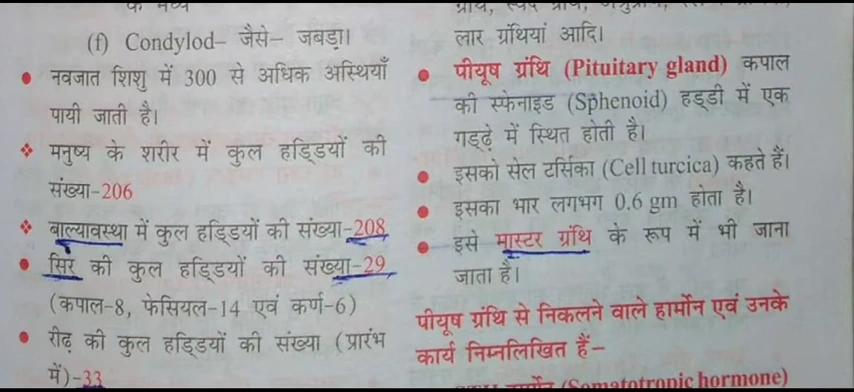 के मध्य
(f) Condylod- जैसे- जबड़ा।
नवजात शिशु में 300 से अधिक अस्थियाँ
पायी जाती है।
मनुष्य के शरीर में कुल हड्डियों की
संख्या-206
बाल्यावस्था में कुल हड्डियों की संख्या-208
सिर की कुल हड्डियों की संख्या-29
(कपाल-8, फेसियल-14 एवं कर्ण-6)
रीढ़ की कुल हड्डियों की संख्या (प्रारंभ
में)-33
लार ग्रंथियां आदि।
पीयूष ग्रंथि (Pituitary gland) कपाल
की स्फेनाइड (Sphenoid) हड्डी में एक
गड्ढ़े में स्थित होती है।
इसको सेल टर्सिका (Cell turcica) कहते हैं।
इसका भार लगभग 0.6 gm होता है।
इसे मास्टर ग्रंथि के रूप में भी जाना
जाता है।
पीयूष ग्रंथि से निकलने वाले हार्मोन एवं उनके
कार्य निम्नलिखित हैं-
(Somatotropic hormone)